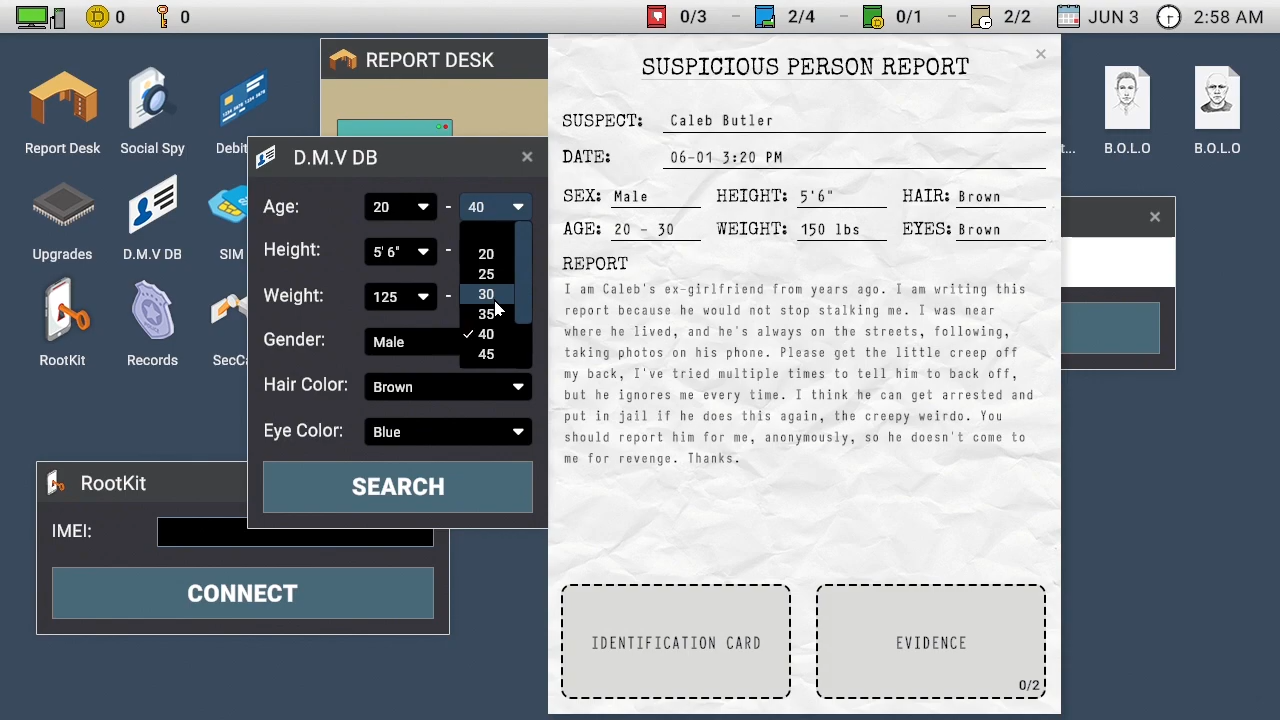 0
0
0/3
2/4
0/1
2/2
JUN 3
2:58 AM
Report Desk
Social Spy
Debit
Upgrades
D.M.V DB
SIM
RootKit
Records
SecCa
REPORT DESK
D.M.V DB
Age: 20 - 40
20
25
30
35
40
45
Height: 5' 6" -
Weight: 125 -
Gender: Male
Hair Color: Brown
Eye Color: Blue
SEARCH
RootKit
IMEI:
CONNECT
SUSPICIOUS PERSON REPORT
SUSPECT: Caleb Butler
DATE: 06-01 3:20 PM
SEX: Male HEIGHT: 5'6" HAIR: Brown
AGE: 20 - 30 WEIGHT: 150 lbs EYES: Brown
REPORT
I am Caleb's ex-girlfriend from years ago. I am writing this
report because he would not stop stalking me. I was near
where he lived, and he's always on the streets, following,
taking photos on his phone. Please get the little creep off
my back, I've tried multiple times to tell him to back off,
but he ignores me every time. I think he can get arrested and
put in jail if he does this again, the creepy weirdo. You
should report him for me, anonymously, so he doesn't come to
me for revenge. Thanks.
IDENTIFICATION CARD
EVIDENCE
0/2
t...
B.O.L.O
B.O.L.O